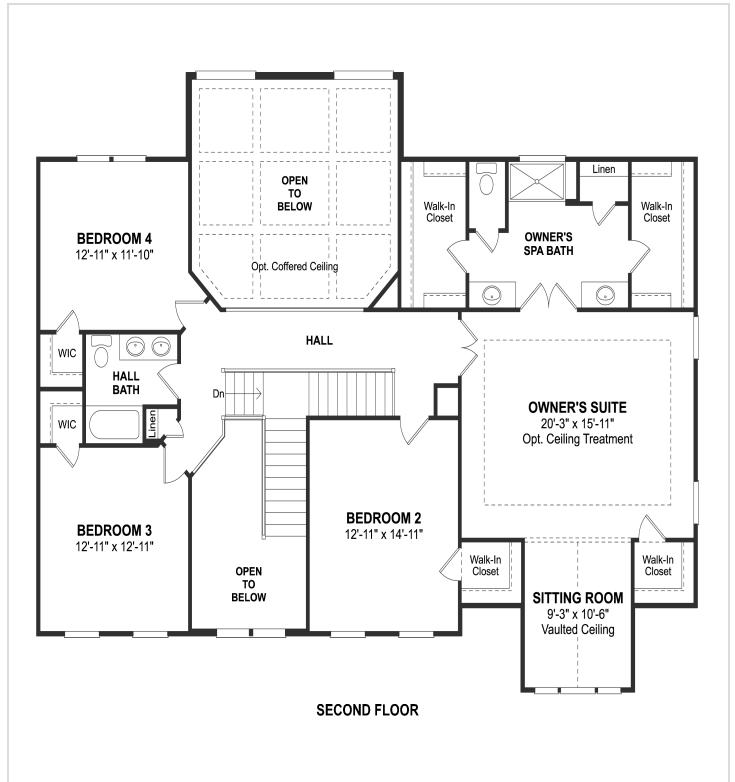 OPEN
TO
BELOW
Opt. Coffered Ceiling
BEDROOM 4
12'-11" x 11'-10"
Walk-In
Closet
Linen
Walk-In
Closet
OWNER'S
SPA BATH
HALL
WIC
HALL
BATH
Dn
WIC
Linen
OWNER'S SUITE
20'-3" x 15'-11"
Opt. Ceiling Treatment
BEDROOM 3
12'-11" x 12'-11"
BEDROOM 2
12'-11" x 14'-11"
OPEN
TO
BELOW
Walk-In
Closet
Walk-In
Closet
SITTING ROOM
9'-3" x 10'-6"
Vaulted Ceiling
SECOND FLOOR